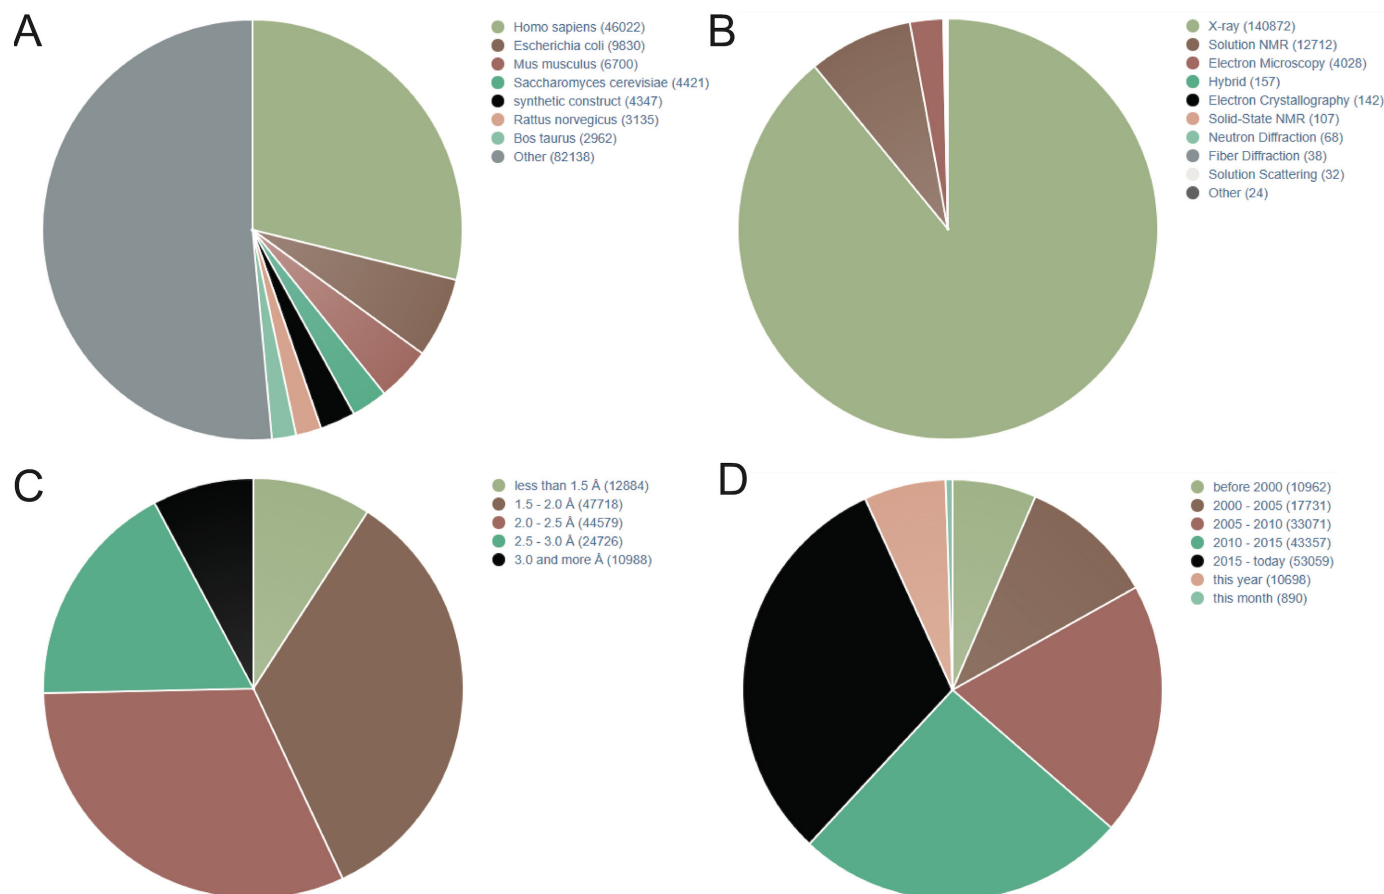 A
Homo sapiens (46022)
Escherichia coli (9830)
Mus musculus (6700)
Saccharomyces cerevisiae (4421)
synthetic construct (4347)
Rattus norvegicus (3135)
Bos taurus (2962)
Other (82138)
B
X-ray (140872)
Solution NMR (12712)
Electron Microscopy (4028)
Hybrid (157)
Electron Crystallography (142)
Solid-State NMR (107)
Neutron Diffraction (68)
Fiber Diffraction (38)
Solution Scattering (32)
Other (24)
C
less than 1.5 Å (12884)
1.5 - 2.0 Å (47718)
2.0 - 2.5 Å (44579)
2.5 - 3.0 Å (24726)
3.0 and more Å (10988)
D
before 2000 (10962)
2000 - 2005 (17731)
2005 - 2010 (33071)
2010 - 2015 (43357)
2015 - today (53059)
this year (10698)
this month (890)